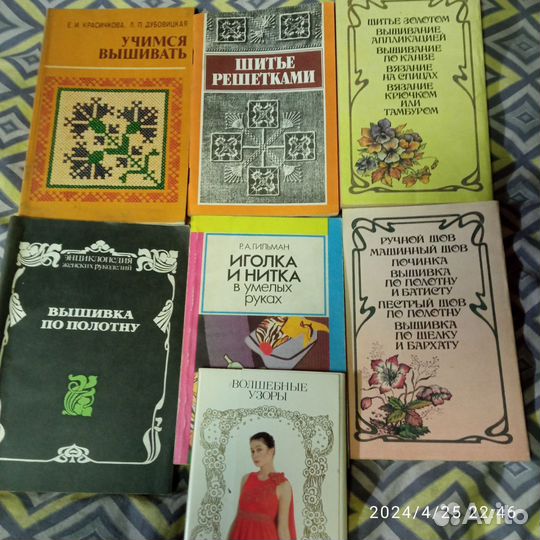 Е. И. КРАСИЧКОВА, Л. П. ДУБОВИЦКАЯ
УЧИМСЯ
ВЫШИВАТЬ
ШИТЬЕ
РЕШЕТКАМИ
ШИТЬЕ ЗОЛОТОМ
ВЫШИВАНИЕ
АППЛИКАЦИЕЙ
ВЫШИВАНИЕ
ПО КАНВЕ
ВЯЗАНИЕ
НА СПИЦАХ
ВЯЗАНИЕ
КРЮЧКОМ
ИЛИ
ТАМБУРОМ
ЭНЦИКЛОПЕДИЯ
ЖЕНСКИХ РУКОДЕЛИЙ
ВЫШИВКА
ПО ПОЛОТНУ
Р.А.ГИЛЬМАН
ИГОЛКА
И НИТКА
в умелых
руках
РУЧНОЙ ШОВ
МАШИННЫЙ ШОВ
ПОЧИНКА
ВЫШИВКА
ПО ПОЛОТНУ
И БАТИСТУ
ПЕСТРЫЙ ШОВ
ПО ПОЛОТНУ
ВЫШИВКА
ПО ШЕЛКУ
И БАРХАТУ
ВОЛШЕБНЫЕ
УЗОРЫ
2024/4/25 22:46
Avito